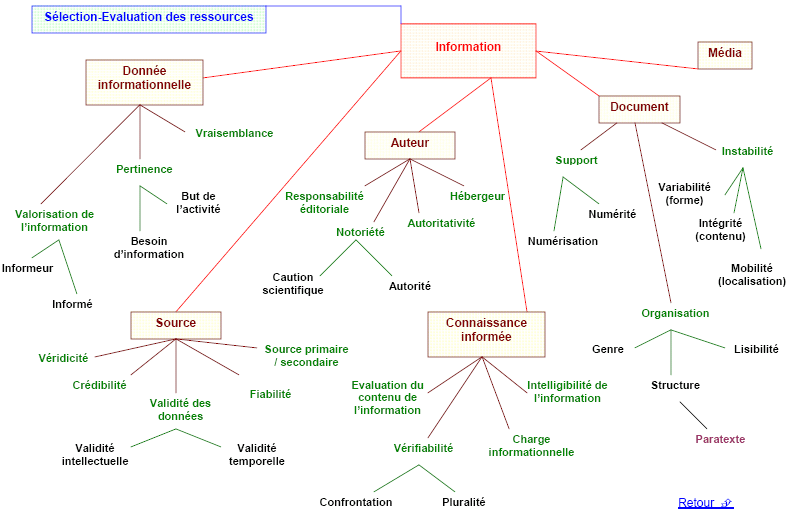 Sélection-Evaluation des ressources
Information
Média
Donnée
informationnelle
Document
Vraisemblance
Auteur
Instabilité
Support
Pertinence
Variabilité
(forme)
But de
l’activité
Responsabilité
éditoriale
Hébergeur
Valorisation de
l’information
Numérité
Autoritativité
Intégrité
(contenu)
Notoriété
Numérisation
Besoin
d’information
Informeur
Mobilité
(localisation)
Caution
scientifique
Autorité
Informé
Organisation
Source
Connaissance
informée
Source primaire
/ secondaire
Genre
Lisibilité
Véridicité
Crédibilité
Structure
Evaluation du
contenu de
l’information
Intelligibilité de
l’information
Fiabilité
Validité des
données
Paratexte
Charge
informationnelle
Vérifiabilité
Validité
intellectuelle
Validité
temporelle
Confrontation
Pluralité
Retour